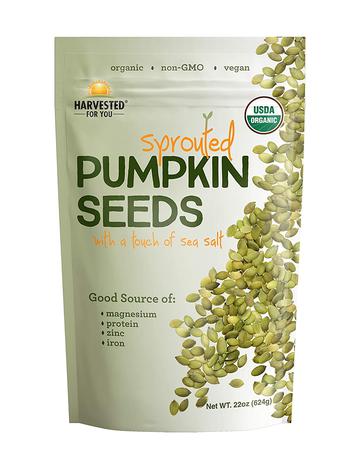 organic • non-GMO • vegan
HARVESTED®
FOR YOU
USDA
ORGANIC
sprouted
PUMPKIN
SEEDS
with a touch of sea salt
Good Source of:
• magnesium
• protein
• zinc
• iron
Net WT. 22oz (624g)